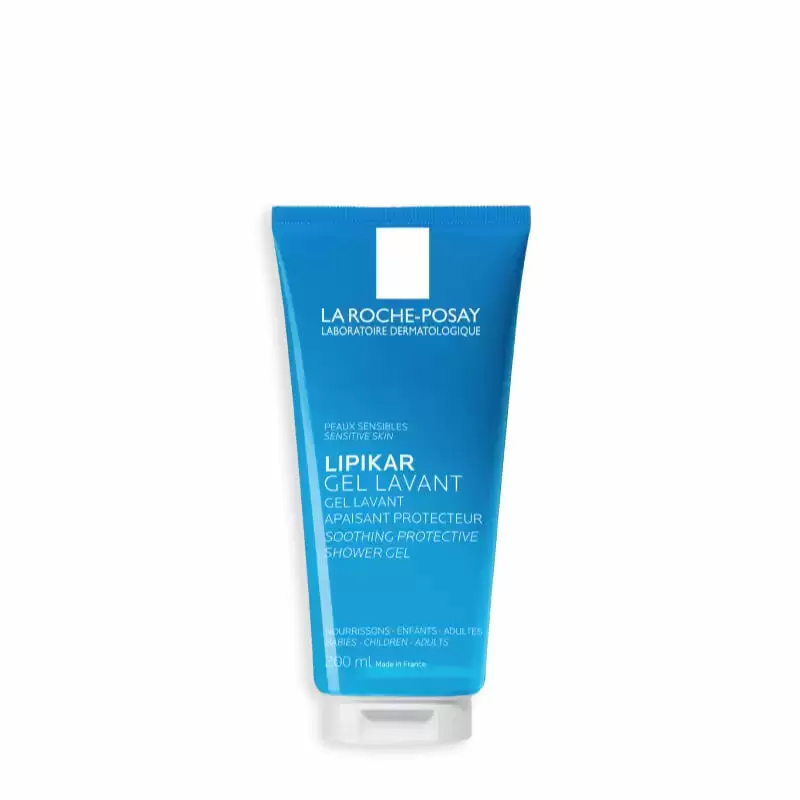 LA ROCHE-POSAY
LABORATOIRE DERMATOLOGIQUE
PEAUX SENSIBLES
SENSITIVE SKIN
LIPIKAR
GEL LAVANT
GEL LAVANT
APAISANT PROTECTEUR
SOOTHING PROTECTIVE
SHOWER GEL
NOURRISSONS · ENFANTS · ADULTES
BABIES · CHILDREN · ADULTS
200 ml Made in France